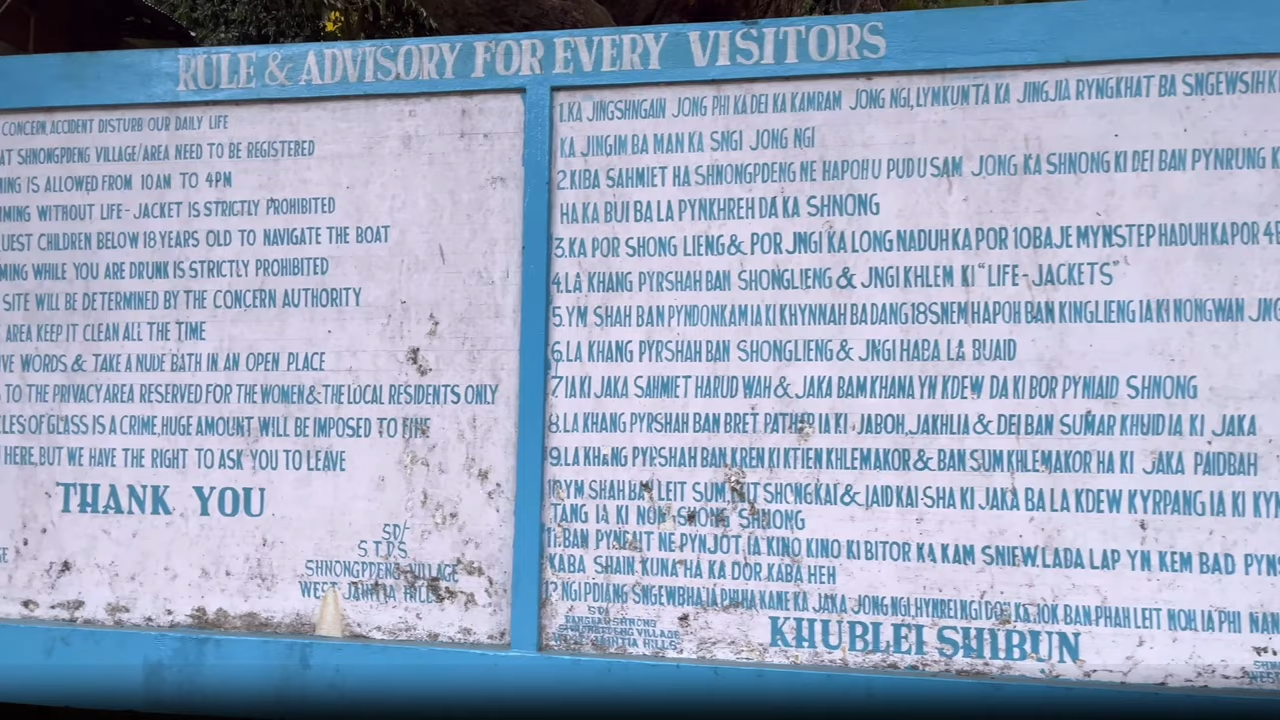 RULE & ADVISORY FOR EVERY VISITORS
CONCERN, ACCIDENT DISTURB OUR DAILY LIFE
AT SHNONGPDENG VILLAGE/AREA NEED TO BE REGISTERED
ING IS ALLOWED FROM 10AM TO 4PM
MING WITHOUT LIFE-JACKET IS STRICTLY PROHIBITED
UEST CHILDREN BELOW 18 YEARS OLD TO NAVIGATE THE BOAT
MING WHILE YOU ARE DRUNK IS STRICTLY PROHIBITED
SITE WILL BE DETERMINED BY THE CONCERN AUTHORITY
AREA KEEP IT CLEAN ALL THE TIME
VE WORDS & TAKE A NUDE BATH IN AN OPEN PLACE
TO THE PRIVACY AREA RESERVED FOR THE WOMEN & THE LOCAL RESIDENTS ONLY
LES OF GLASS IS A CRIME, HUGE AMOUNT WILL BE IMPOSED TO FINE
HERE, BUT WE HAVE THE RIGHT TO ASK YOU TO LEAVE
THANK YOU
SD/
S.T.D.S
SHNONGPDENG VILLAGE
WEST JAINTIA HILLS
1.KA JINGSHNGAIN JONG PHI KA DEI KA KAMRAM JONG NGI, LYMKUNTA KA JINGJIA RYNGKHAT BA SNGEWSIH K
KA JINGIM BA MAN KA SNGI JONG NGI
2.KIBA SAHMIET HA SHNONGPDENG NE HAPOH U PUD U SAM JONG KA SHNONG KI DEI BAN PYNRUNG K
HA KA BUI BA LA PYNKHREH DA KA SHNONG
3.KA POR SHONG LIENG & POR JNGI KA LONG NADUH KA POR 10 BAJE MYNSTEP HADUH KA POR 4
4.LA KHANG PYRSHAH BAN SHONGLIENG & JNGI KHLEM KI "LIFE-JACKETS"
5.YM SHAH BAN PYNDONKAM IA KI KHYNNAH BA DANG 18 SNEM HAPOH BAN KINGLIENG IA KI NONGWAN JNG
6.LA KHANG PYRSHAH BAN SHONGLIENG & JNGI HABA LA BUAID
7.IA KI JAKA SAHMIET HARUD WAH & JAKA BAM KHANA YN KDEW DA KI BOR PYNIAID SHNONG
8.LA KHANG PYRSHAH BAN BRET PATHER IA KI JABOH, JAKHLIA & DEI BAN SUMAR KHUID IA KI JAKA
9.LA KHANG PYRSHAH BAN KREN KI KTIEN KHLEMAKOR & BAN SUM KHLEMAKOR HA KI JAKA PAIDBAH
10.YM SHAH BAN LEIT SUM, LEIT SHONGKAI & IAID KAI-SHA KI JAKA BA LA KDEW KYRPANG IA KI KY
TANG IA KI SHONG SHNONG
11.BAN PYNPAIT NE PYNJOT IA KINO KINO KI BITOR KA KAM SNIEW. LADA LAP YN KEM BAD PYN
KABA SHAIN KUNA HA KA DOR KABA HEH
12.NGI PDIANG SNGEWBHA IA PHI HA KANE KA JAKA JONG NGI, HYNREI NGI DON KA HOK BAN PHAH LEIT NOH IA PHI NAN
SD/
RANGBAH SHNONG
SHNONGPDENG VILLAGE
WEST JAINTIA HILLS
KHUBLEI SHIBUN